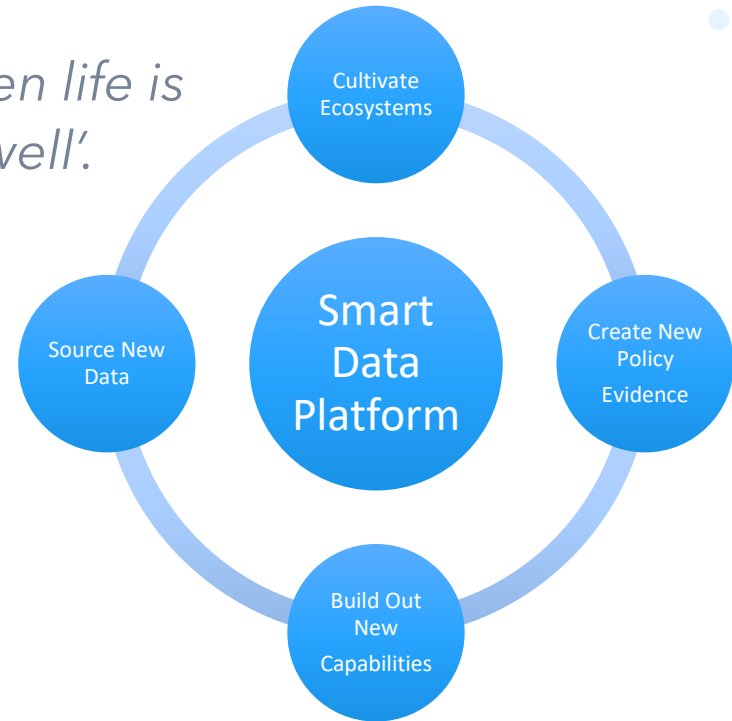 en life is
vell’.
Cultivate
Ecosystems
Source New
Data
Smart
Data
Platform
Create New
Policy
Evidence
Build Out
New
Capabilities